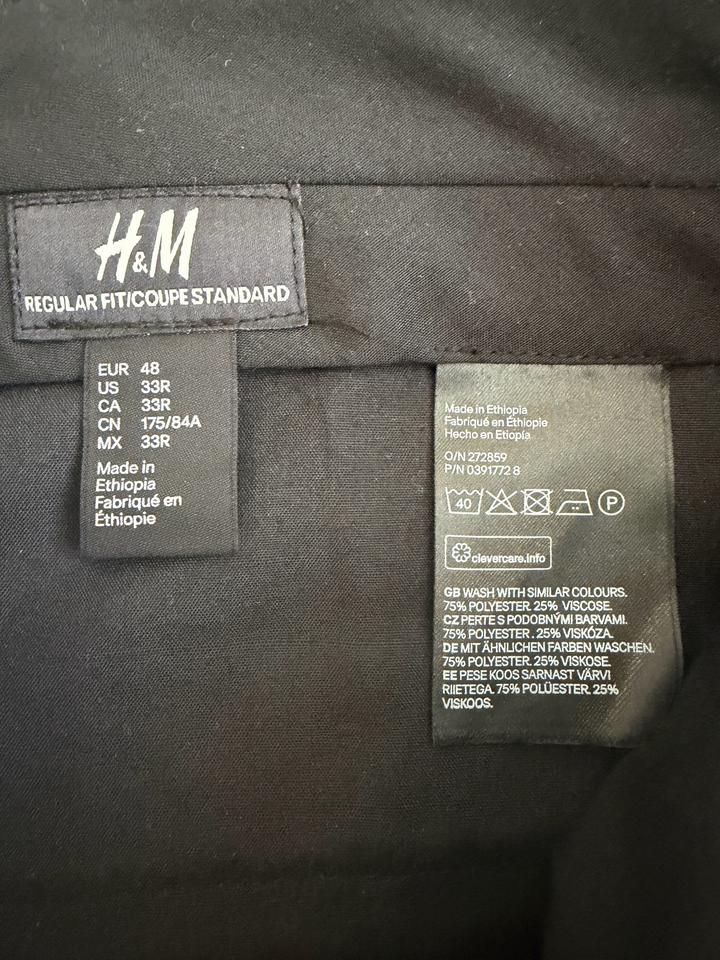 H&M
REGULAR FIT/COUPE STANDARD
EUR 48
US 33R
CA 33R
CN 175/84A
MX 33R
Made in
Ethiopia
Fabriqué en
Éthiopie
Made in Ethiopia
Fabriqué en Éthiopie
Hecho en Etiopía
O/N 272859
P/N 0391772 8
40 P
clevercare.info
GB WASH WITH SIMILAR COLOURS.
75% POLYESTER. 25% VISCOSE.
CZ PERTE S PODOBNÝMI BARVAMI.
75% POLYESTER . 25% VISKÓZA.
DE MIT ÄHNLICHEN FARBEN WASCHEN.
75% POLYESTER. 25% VISKOSE.
EE PESE KOOS SARNAST VÄRVI
RIIETEGA. 75% POLÜESTER. 25%
VISKOOS.